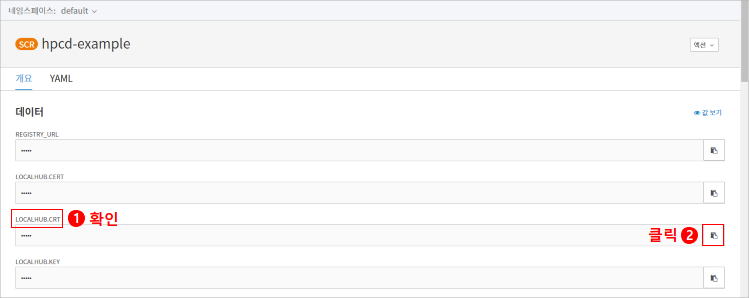 네임스페이스: default
SCR hpcd-example
액션
개요 YAML
데이터
값 보기
REGISTRY_URL
•••••
LOCALHUB.CERT
•••••
LOCALHUB.CRT
1 확인
•••••
클릭 2
LOCALHUB.KEY
•••••